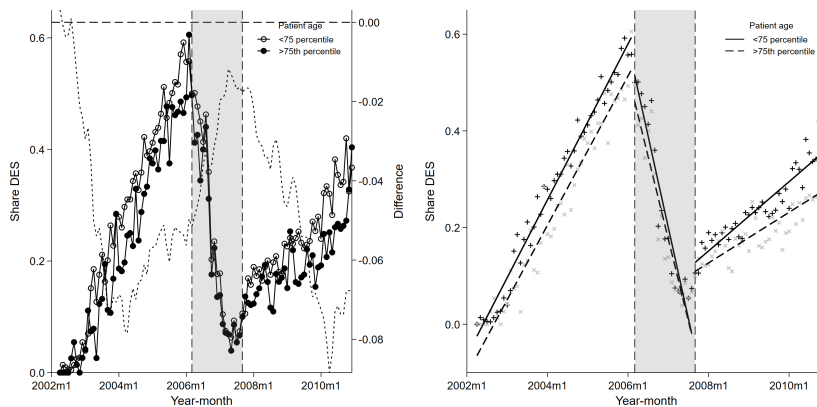 Patient age
<75 percentile
>75th percentile
Share DES
0.6
0.4
0.2
0.0
0.00
-0.02
-0.04
-0.06
-0.08
Difference
2002m1
2004m1
2006m1
2008m1
2010m1
Year-month
Patient age
<75 percentile
>75th percentile
Share DES
0.6
0.4
0.2
0.0
2002m1
2004m1
2006m1
2008m1
2010m1
Year-month